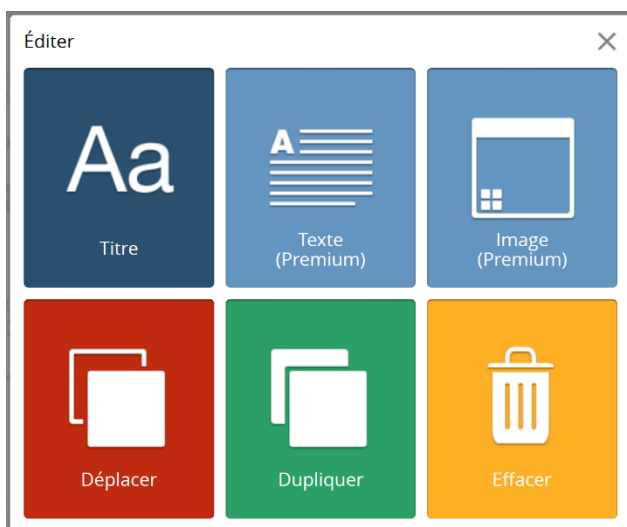 Éditer
Aa
Titre
A
Texte
(Premium)
Image
(Premium)
Déplacer
Dupliquer
Effacer